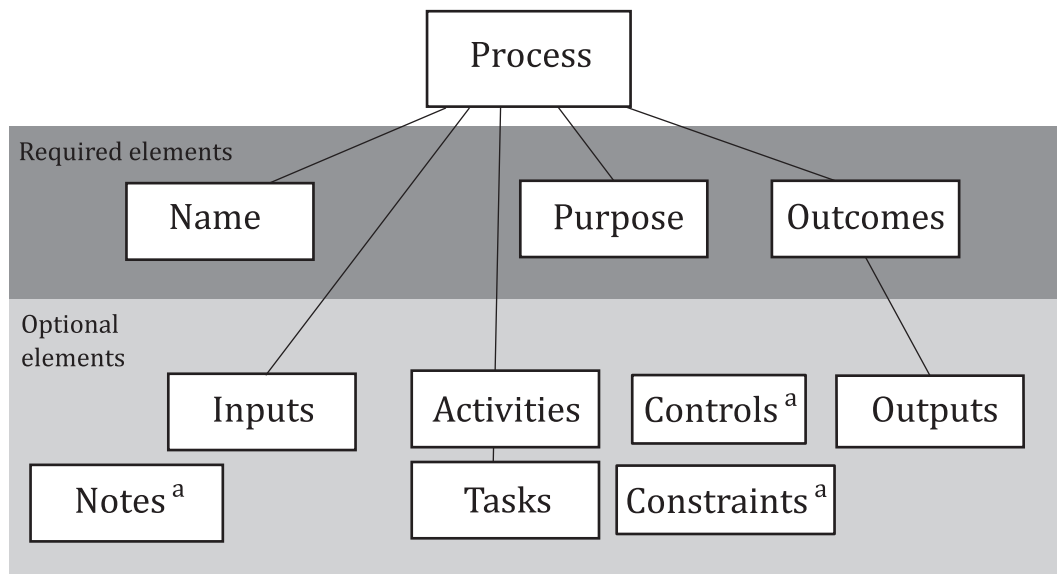 Process
Required elements
Name
Purpose
Outcomes
Optional
elements
Inputs
Activities
Controls a
Outputs
Notes a
Tasks
Constraints a